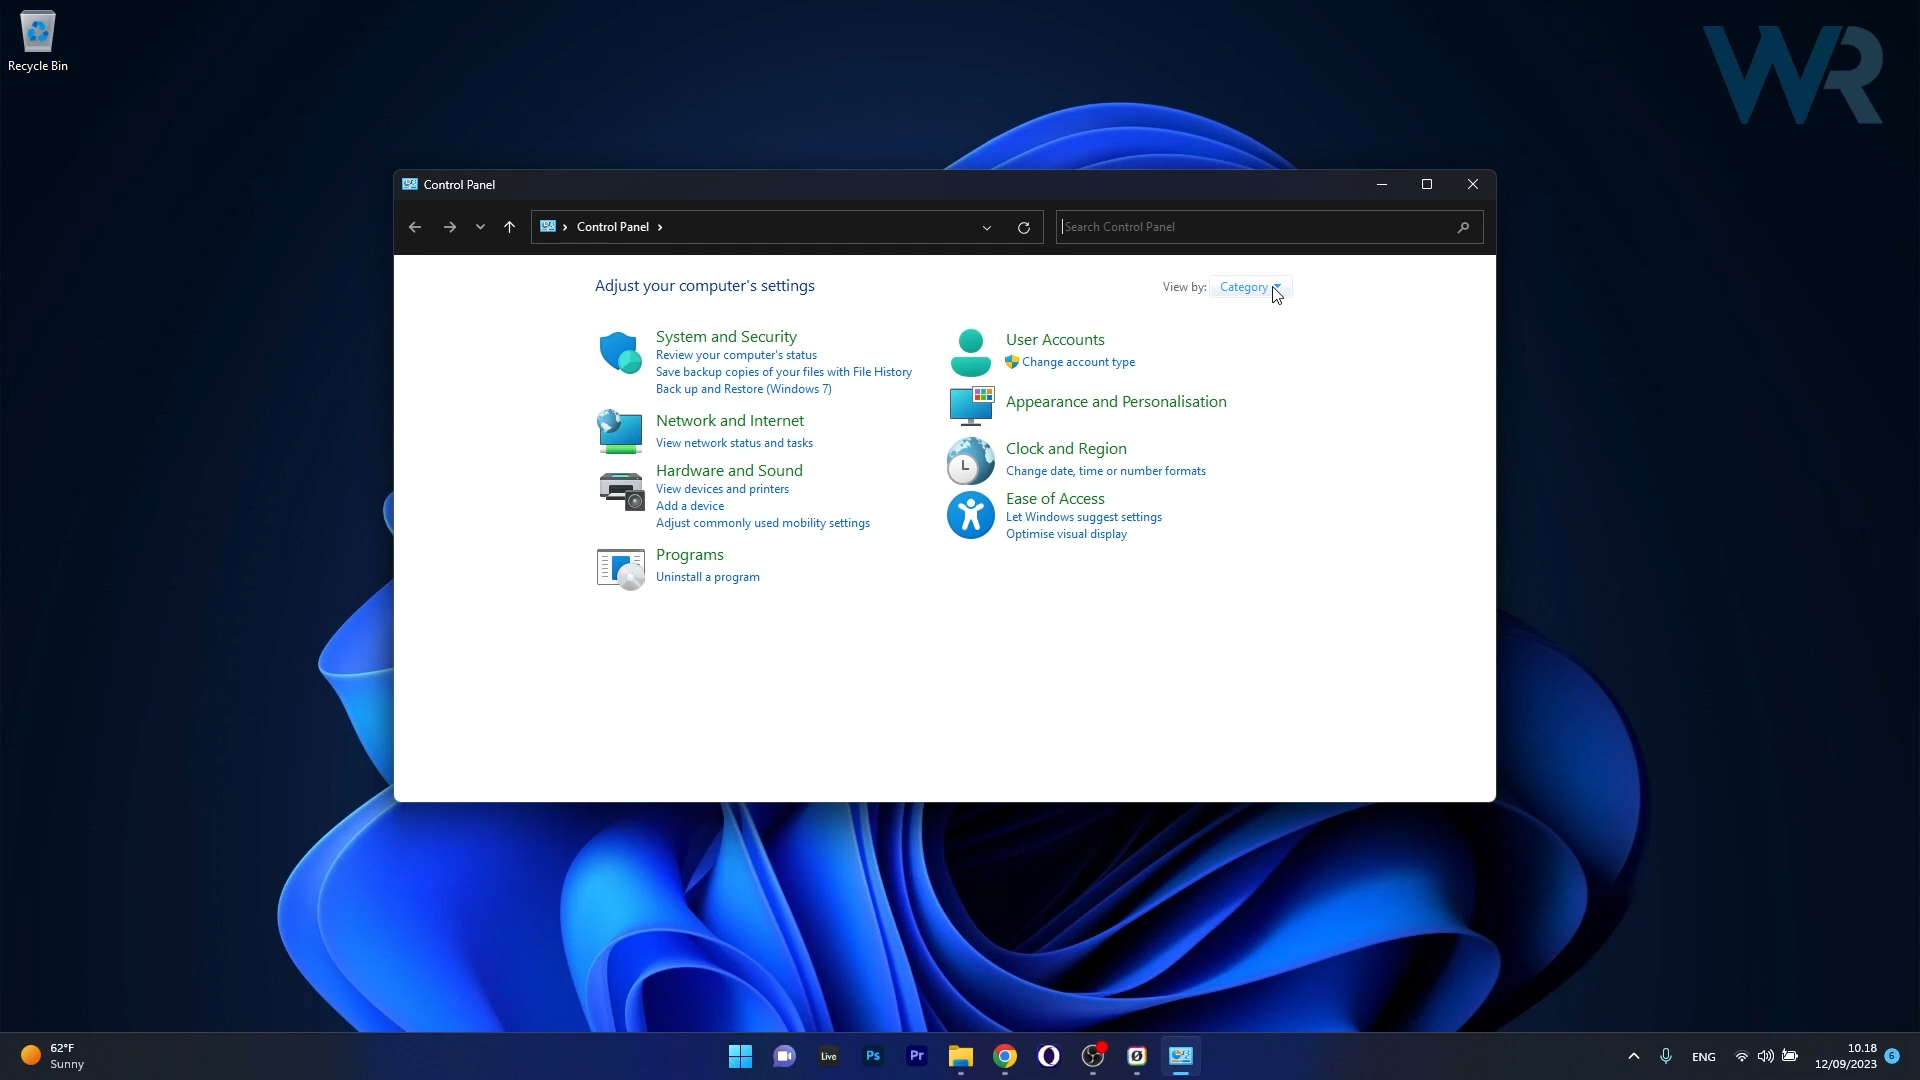 Recycle Bin
WR
Control Panel
Control Panel
Search Control Panel
Adjust your computer's settings
View by: Category
System and Security
Review your computer's status
Save backup copies of your files with File History
Back up and Restore (Windows 7)
Network and Internet
View network status and tasks
Hardware and Sound
View devices and printers
Add a device
Adjust commonly used mobility settings
Programs
Uninstall a program
User Accounts
Change account type
Appearance and Personalisation
Clock and Region
Change date, time or number formats
Ease of Access
Let Windows suggest settings
Optimise visual display
62°F
Sunny
Live
Ps
Pr
ENG
10.18
12/09/2023
6